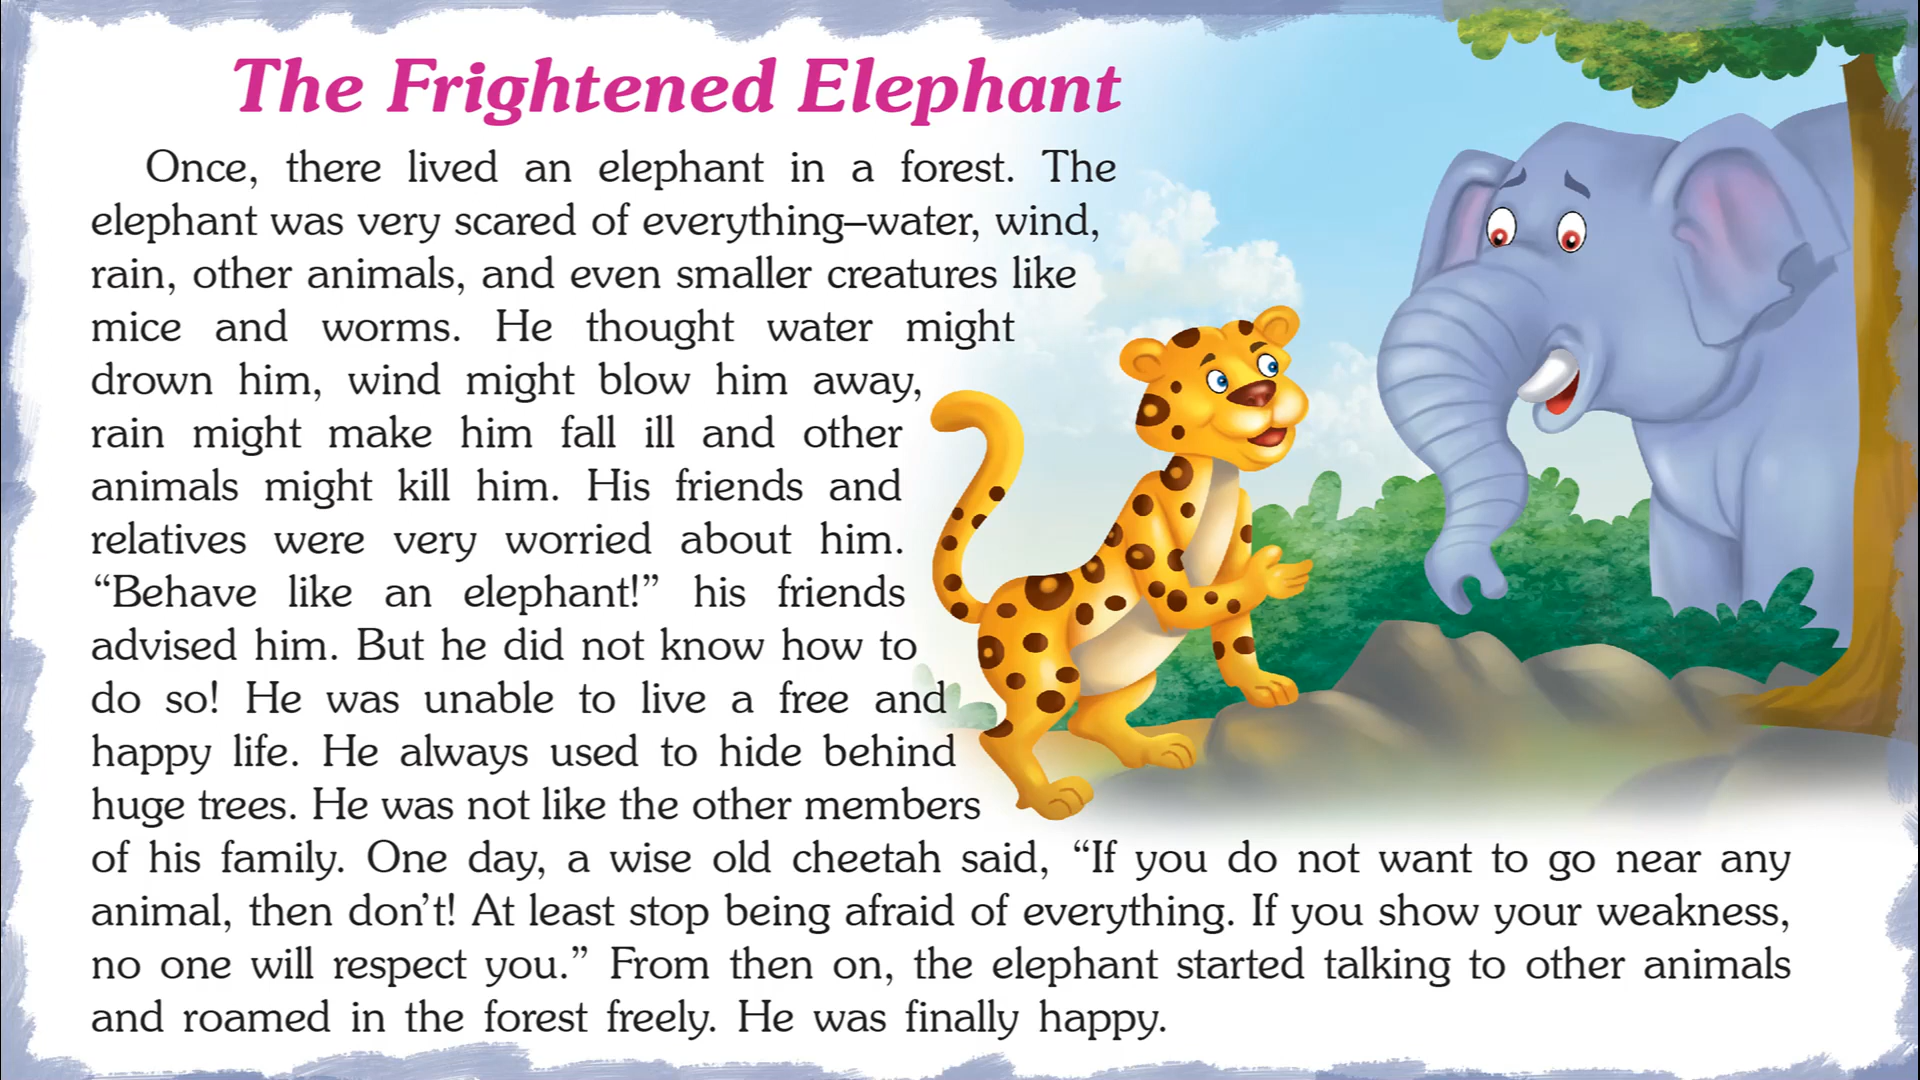 The Frightened Elephant
Once, there lived an elephant in a forest. The
elephant was very scared of everything–water, wind,
rain, other animals, and even smaller creatures like
mice and worms. He thought water might
drown him, wind might blow him away,
rain might make him fall ill and other
animals might kill him. His friends and
relatives were very worried about him.
“Behave like an elephant!” his friends
advised him. But he did not know how to
do so! He was unable to live a free and
happy life. He always used to hide behind
huge trees. He was not like the other members
of his family. One day, a wise old cheetah said, “If you do not want to go near any
animal, then don’t! At least stop being afraid of everything. If you show your weakness,
no one will respect you.” From then on, the elephant started talking to other animals
and roamed in the forest freely. He was finally happy.